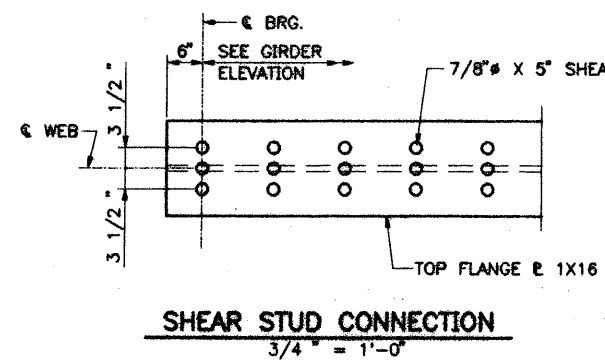 ℄ BRG.
6" SEE GIRDER
ELEVATION
7/8"ø X 5" SHEA
3 1/2 "
℄ WEB
3 1/2 "
TOP FLANGE ⅊ 1X16
SHEAR STUD CONNECTION
3/4 " = 1'-0"